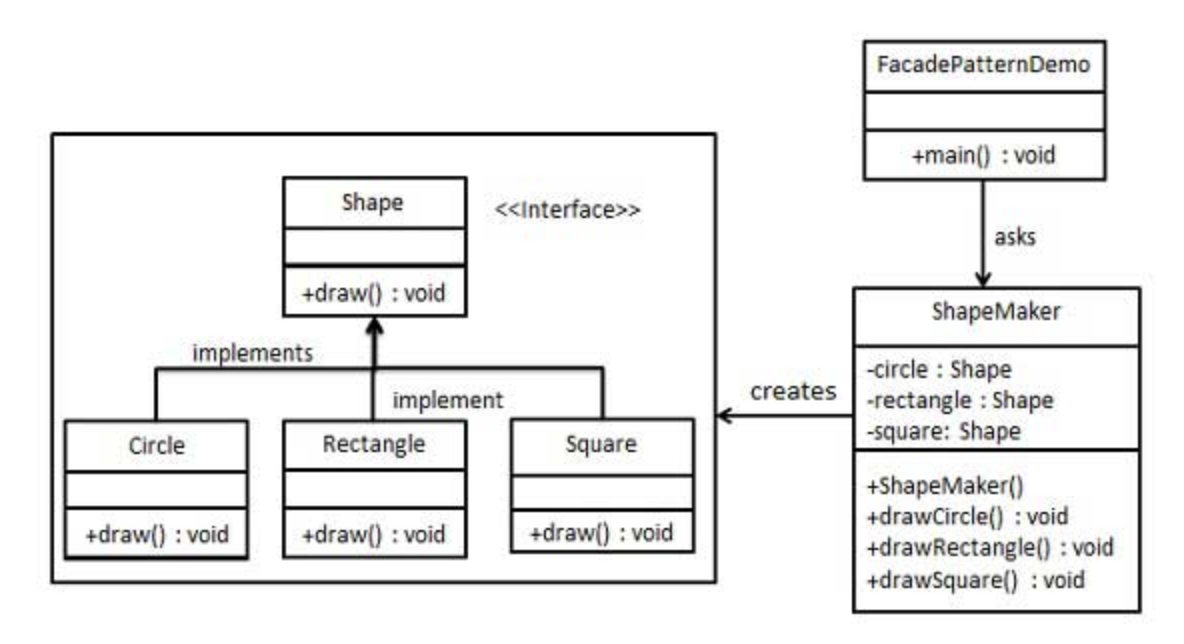 FacadePatternDemo
+main() : void
asks
Shape
<<Interface>>
+draw() : void
implements
implement
Circle
+draw() : void
Rectangle
+draw() : void
Square
+draw() : void
creates
ShapeMaker
-circle : Shape
-rectangle : Shape
-square: Shape
+ShapeMaker()
+drawCircle() : void
+drawRectangle() : void
+drawSquare() : void